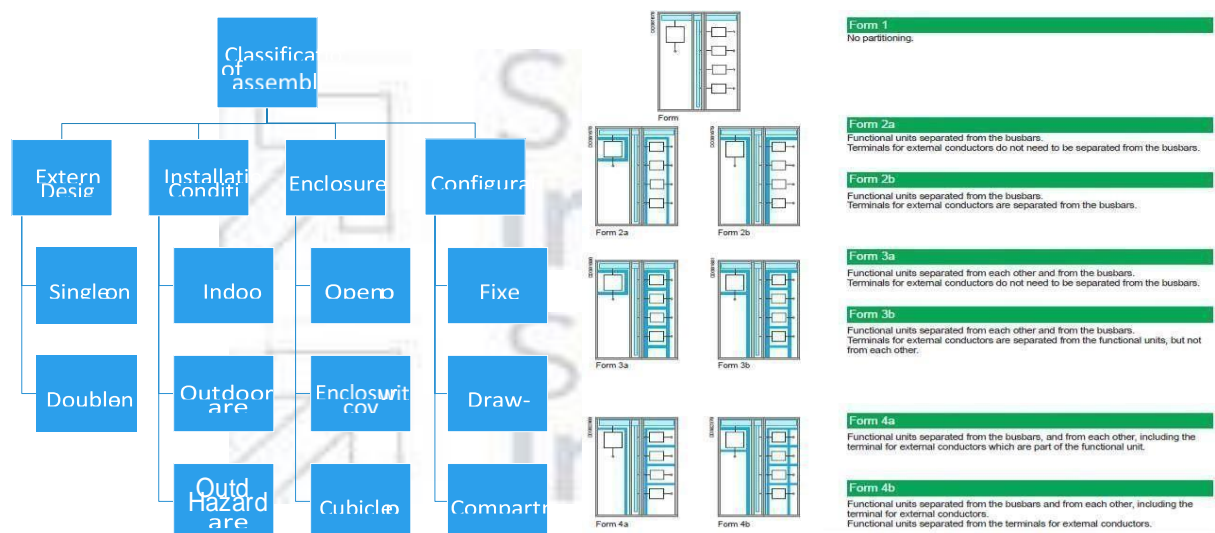 Classificat
of
assembl
Extern
Desig
Installati
Conditi
Enclosure
Configura
Single on
Indoo
Open
Fixe
Double
Outdoor
are
Enclosur wit
cov
Draw-
Outd
Hazard
are
Cubicle
Compartr
Form
Form 2a
Form 2b
Form 3a
Form 3b
Form 4a
Form 4b
Form 1
No partitioning.
Form 2a
Functional units separated from the busbars.
Terminals for external conductors do not need to be separated from the busbars.
Form 2b
Functional units separated from the busbars.
Terminals for external conductors are separated from the busbars.
Form 3a
Functional units separated from each other and from the busbars.
Terminals for external conductors do not need to be separated from the busbars.
Form 3b
Functional units separated from each other and from the busbars.
Terminals for external conductors are separated from the functional units, but not
from each other.
Form 4a
Functional units separated from the busbars, and from each other, including the
terminal for external conductors which are part of the functional unit.
Form 4b
Functional units separated from the busbars and from each other, including the
terminal for external conductors.
Functional units separated from the terminals for external conductors.